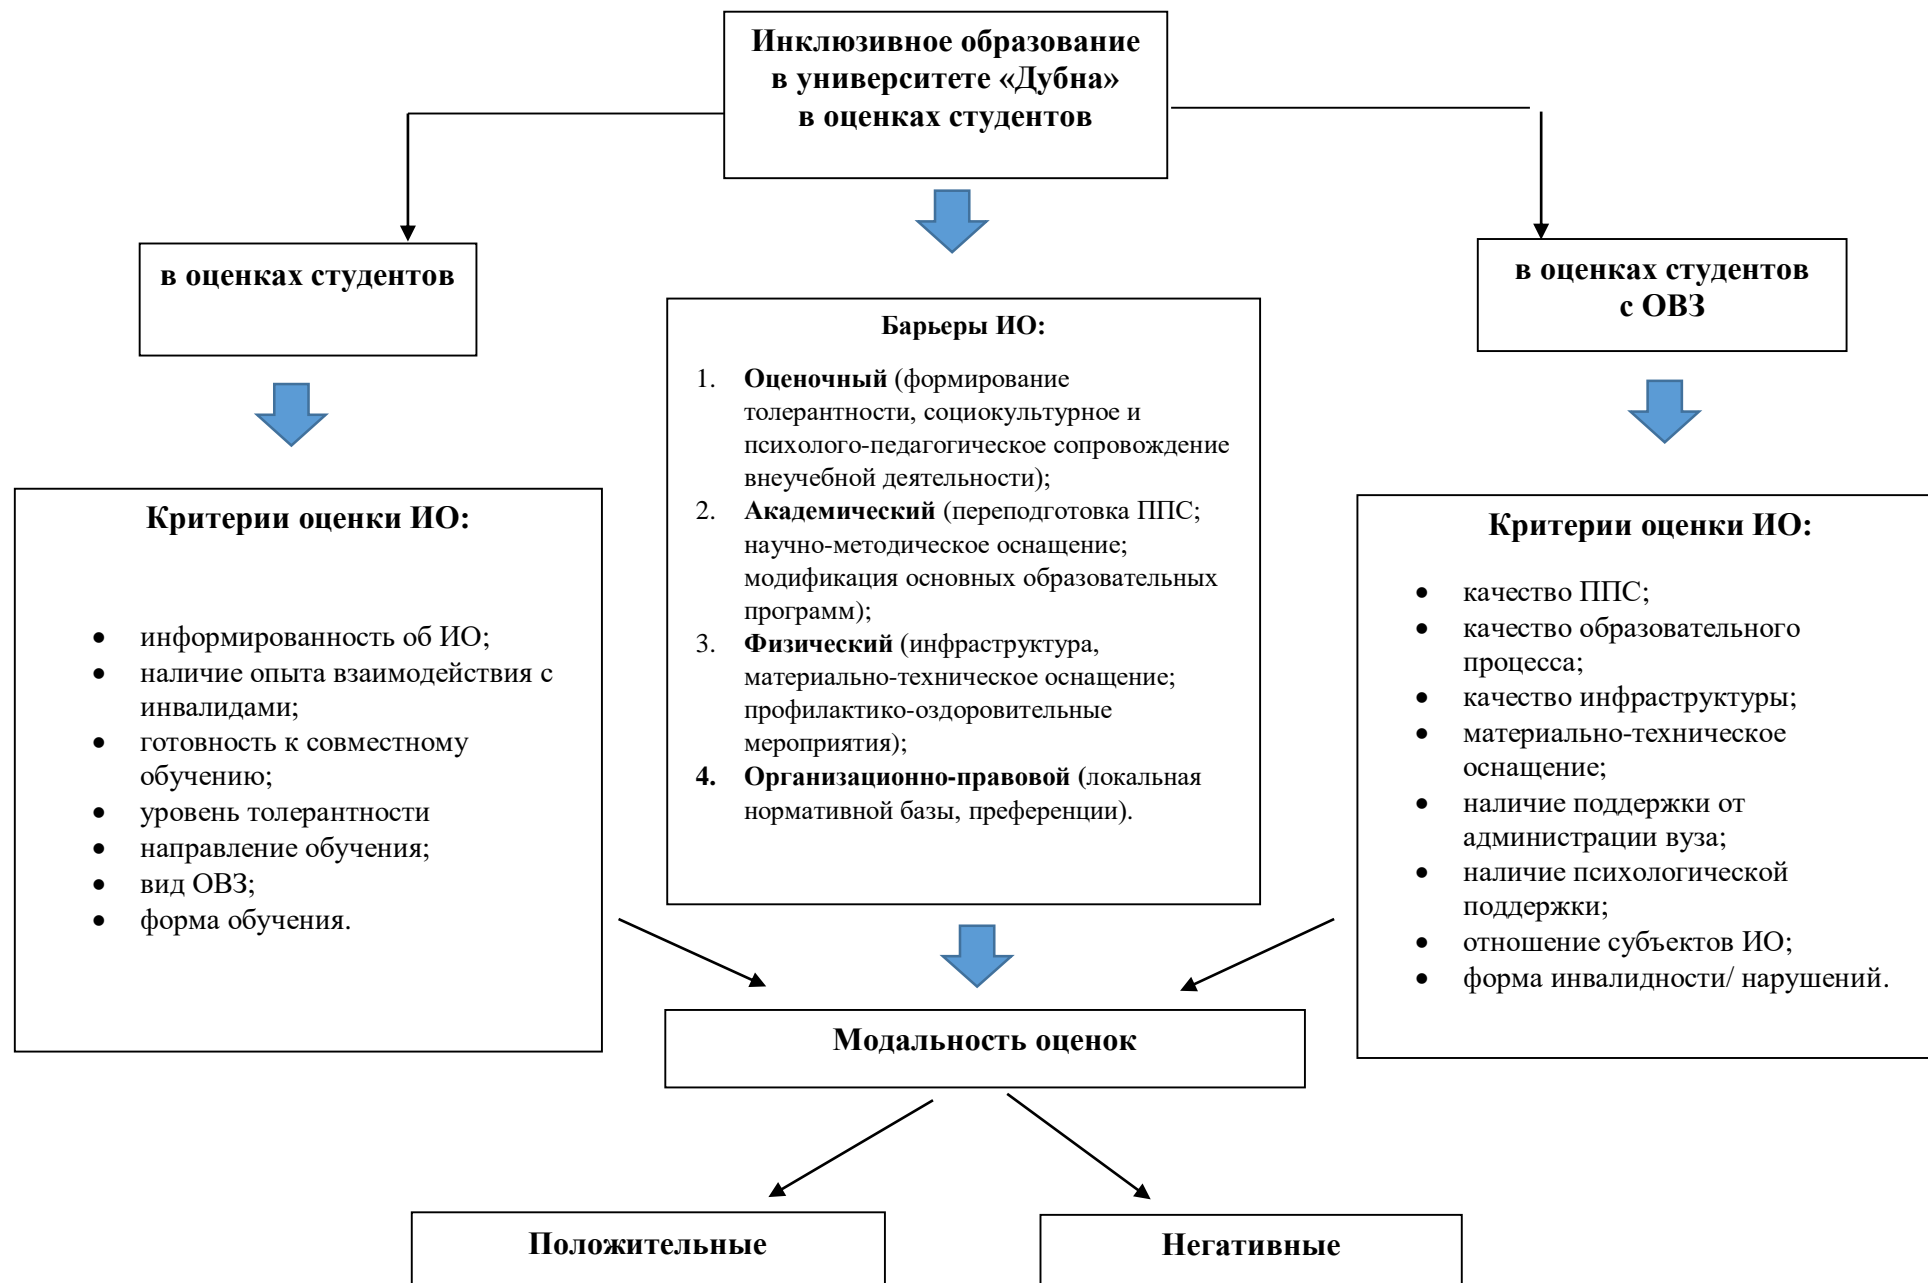 Инклюзивное образование
в университете «Дубна»
в оценках студентов
в оценках студентов
в оценках студентов
с ОВЗ
Барьеры ИО:
1. Оценочный (формирование
толерантности, социокультурное и
психолого-педагогическое сопровождение
внеучебной деятельности);
2. Академический (переподготовка ППС;
научно-методическое оснащение;
модификация основных образовательных
программ);
3. Физический (инфраструктура,
материально-техническое оснащение;
профилактико-оздоровительные
мероприятия);
4. Организационно-правовой (локальная
нормативной базы, преференции).
Критерии оценки ИО:
• информированность об ИО;
• наличие опыта взаимодействия с
инвалидами;
• готовность к совместному
обучению;
• уровень толерантности
• направление обучения;
• вид ОВЗ;
• форма обучения.
Критерии оценки ИО:
• качество ППС;
• качество образовательного
процесса;
• качество инфраструктуры;
• материально-техническое
оснащение;
• наличие поддержки от
администрации вуза;
• наличие психологической
поддержки;
• отношение субъектов ИО;
• форма инвалидности/ нарушений.
Модальность оценок
Положительные
Негативные